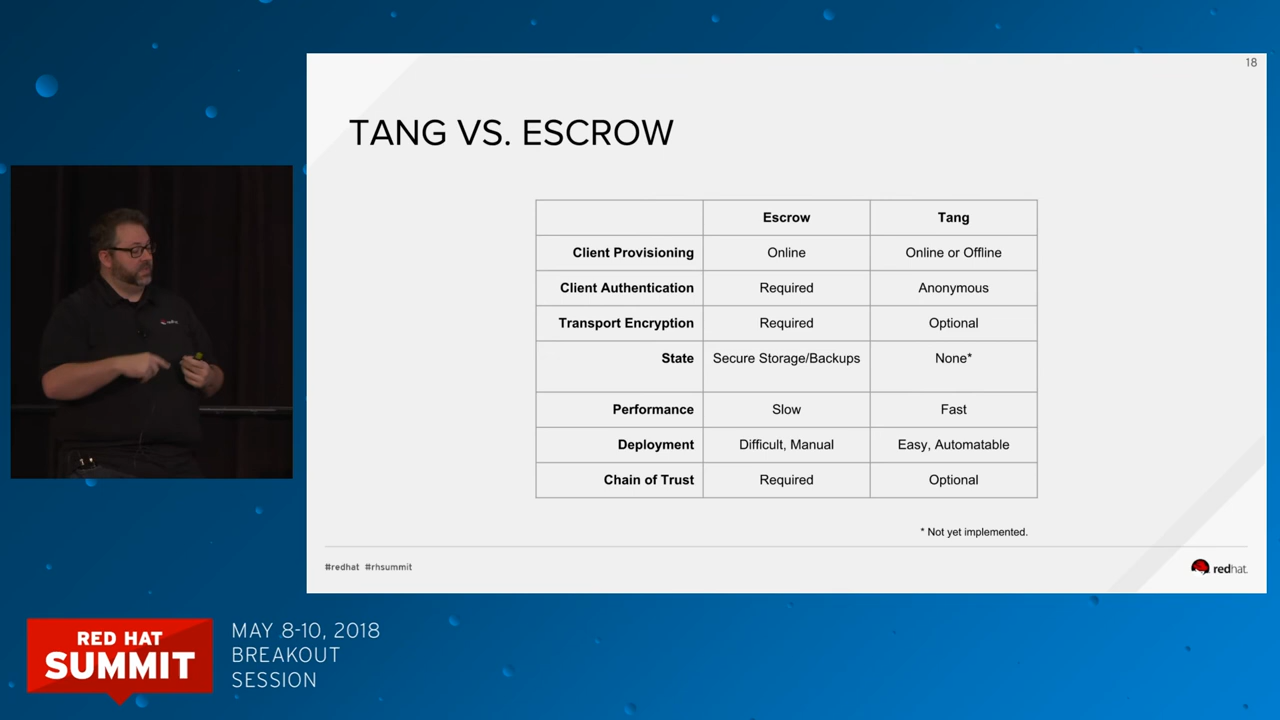 18
TANG VS. ESCROW
Escrow Tang
Client Provisioning Online Online or Offline
Client Authentication Required Anonymous
Transport Encryption Required Optional
State Secure Storage/Backups None*
Performance Slow Fast
Deployment Difficult, Manual Easy, Automatable
Chain of Trust Required Optional
* Not yet implemented.
#redhat #rhsummit
redhat.
RED HAT
SUMMIT
MAY 8-10, 2018
BREAKOUT
SESSION